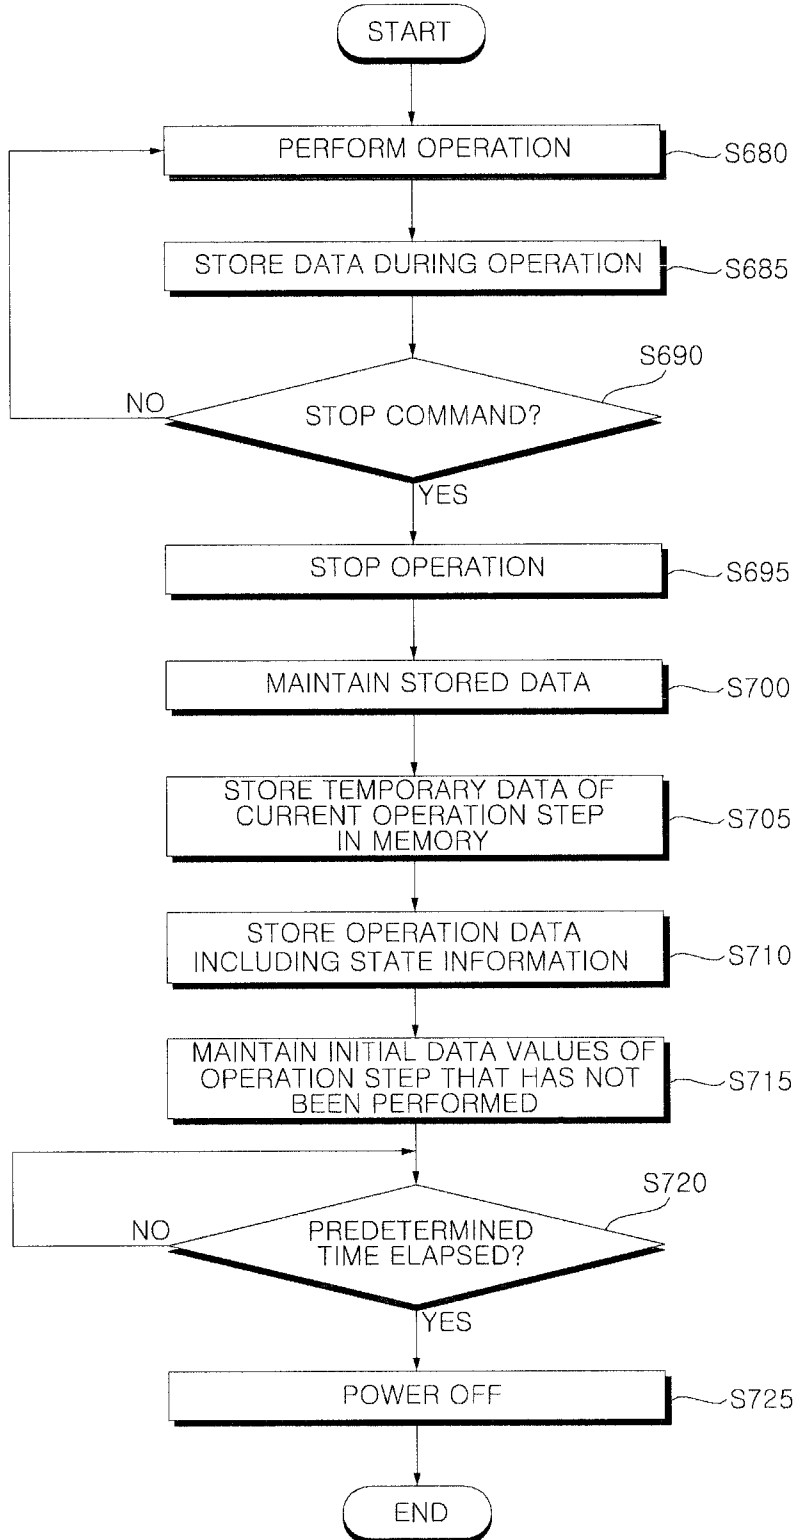 START
PERFORM OPERATION
S680
STORE DATA DURING OPERATION
S685
S690
NO
STOP COMMAND?
YES
STOP OPERATION
S695
MAINTAIN STORED DATA
S700
STORE TEMPORARY DATA OF
CURRENT OPERATION STEP
IN MEMORY
S705
STORE OPERATION DATA
INCLUDING STATE INFORMATION
S710
MAINTAIN INITIAL DATA VALUES OF
OPERATION STEP THAT HAS NOT
BEEN PERFORMED
S715
S720
NO
PREDETERMINED
TIME ELAPSED?
YES
POWER OFF
S725
END